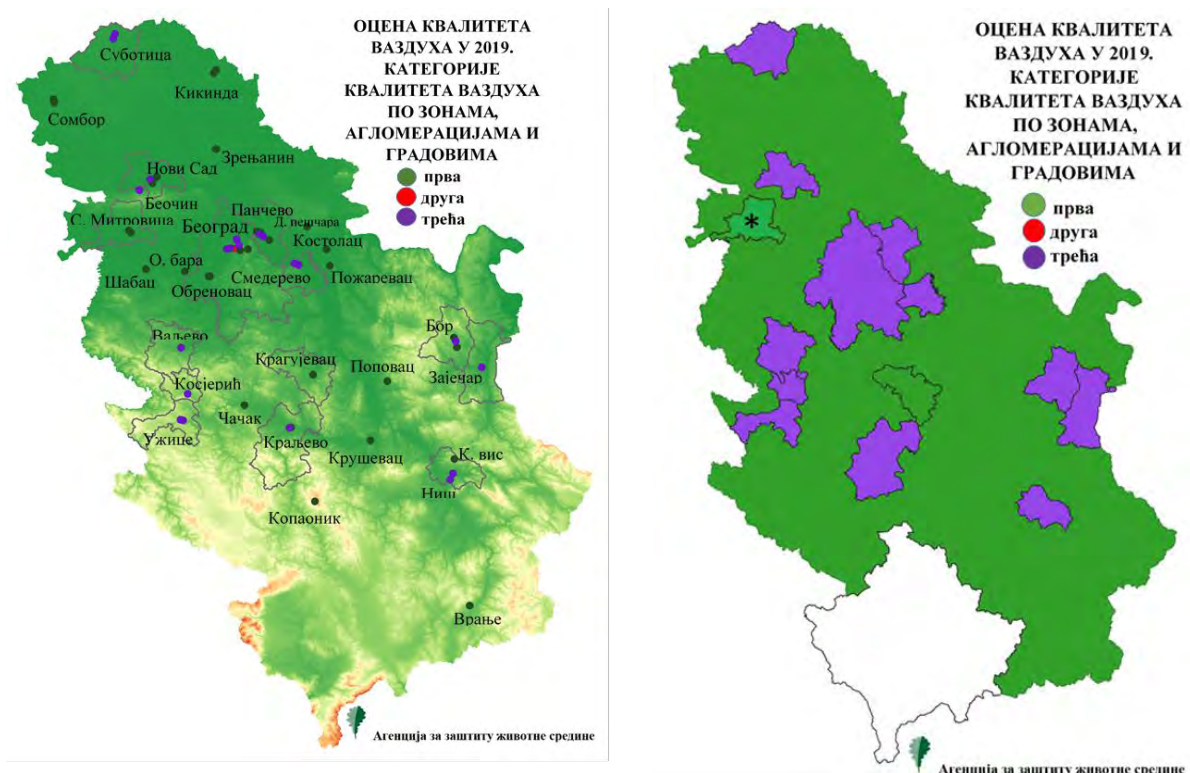 ОЦЕНА КВАЛИТЕТА
ВАЗДУХА У 2019.
КАТЕГОРИЈЕ
КВАЛИТЕТА ВАЗДУХА
ПО ЗОНАМА,
АГЛОМЕРАЦИЈАМА И
ГРАДОВИМА
прва
друга
трећа
Суботица
Кикинда
Сомбор
Зрењанин
Нови Сад
Беочин
С. Митровица
Панчево
Д. пешчара
Београд
Костолац
О. бара
Смедерево
Пожаревац
Шабац
Обреновац
Бор
Ваљево
Крагујевац
Поповац
Зајечар
Косјерић
Чачак
Ужице
Краљево
Крушевац
К. вис
Ниш
Копаоник
Врање
Агенција за заштиту животне средине
ОЦЕНА КВАЛИТЕТА
ВАЗДУХА У 2019.
КАТЕГОРИЈЕ
КВАЛИТЕТА ВАЗДУХА
ПО ЗОНАМА,
АГЛОМЕРАЦИЈАМА И
ГРАДОВИМА
прва
друга
трећа
*
Агенција за заштиту животне средине